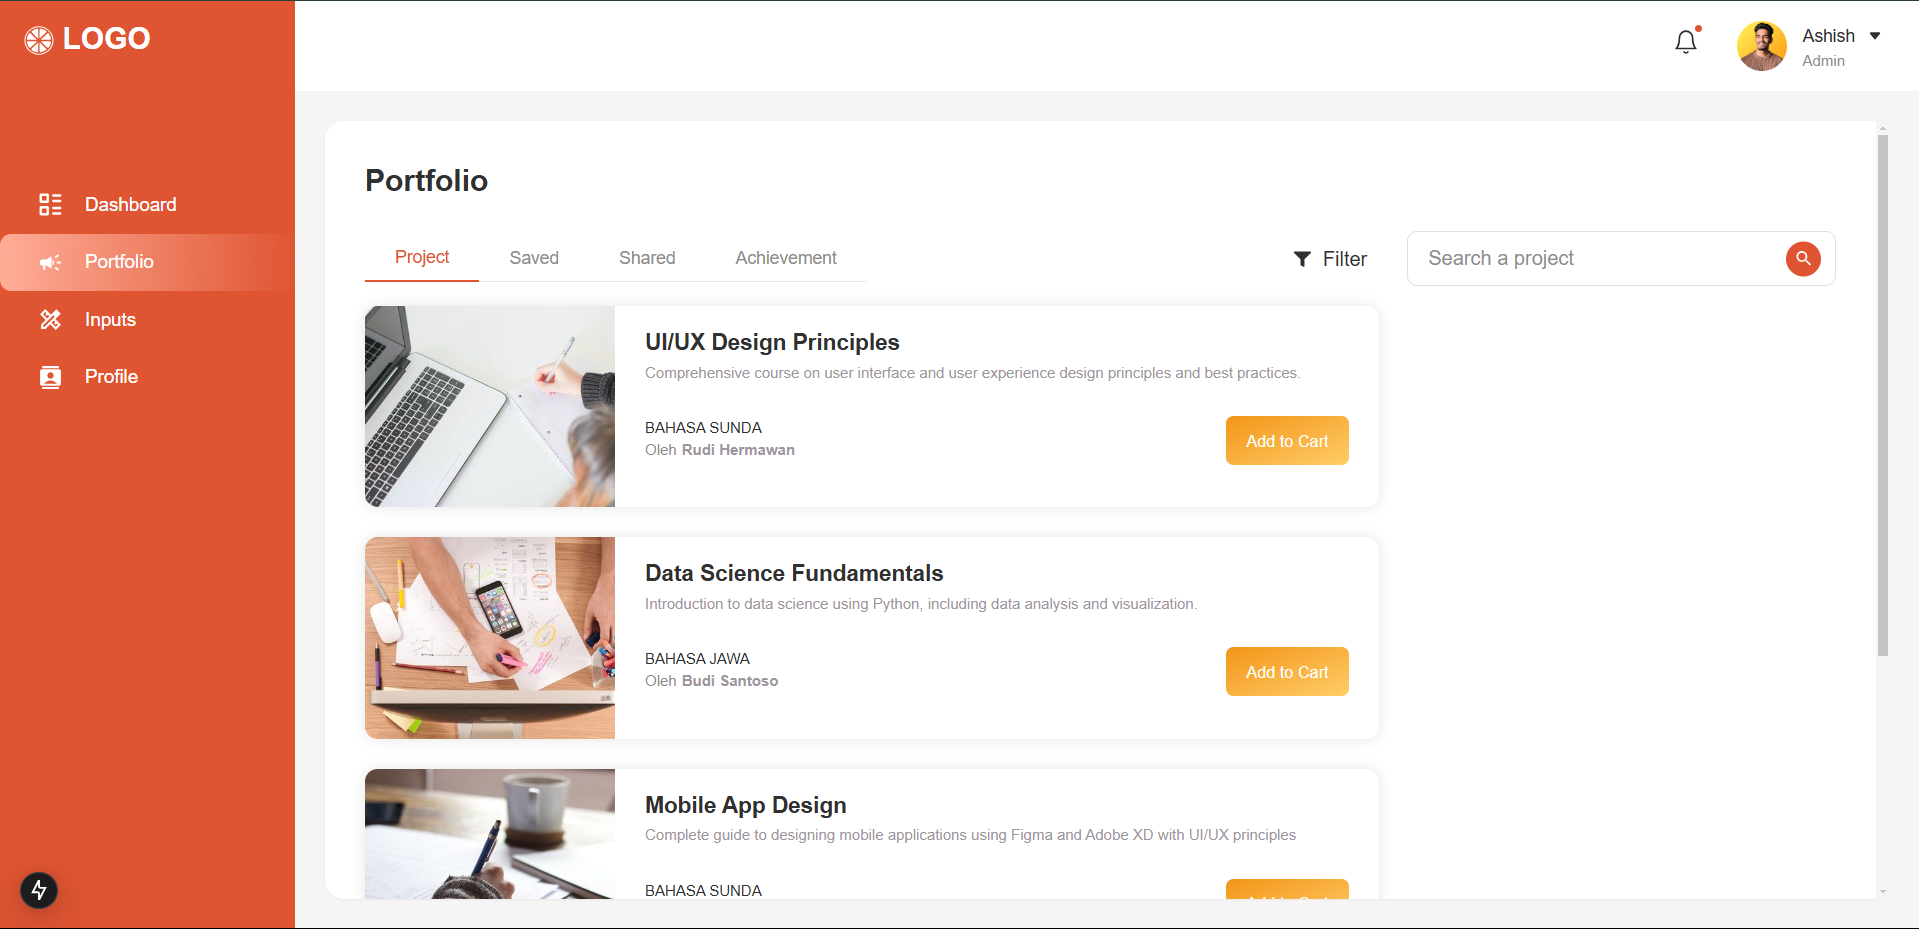 LOGO
Ashish
Admin
Dashboard
Portfolio
Inputs
Profile
Portfolio
Project
Saved
Shared
Achievement
Filter
Search a project
UI/UX Design Principles
Comprehensive course on user interface and user experience design principles and best practices.
BAHASA SUNDA
Oleh Rudi Hermawan
Add to Cart
Data Science Fundamentals
Introduction to data science using Python, including data analysis and visualization.
BAHASA JAWA
Oleh Budi Santoso
Add to Cart
Mobile App Design
Complete guide to designing mobile applications using Figma and Adobe XD with UI/UX principles
BAHASA SUNDA